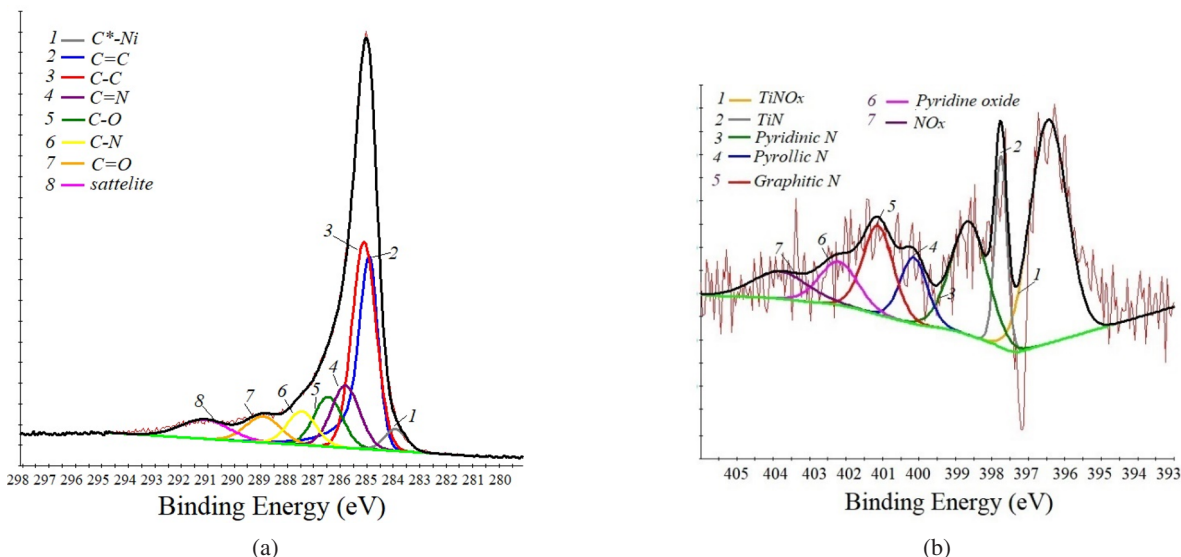 1 C*-Ni
2 C=C
3 C-C
4 C=N
5 C-O
6 C-N
7 C=O
8 sattelite
3
2
4
1
5
6
7
8
298 297 296 295 294 293 292 291 290 289 288 287 286 285 284 283 282 281 280
Binding Energy (eV)
(a)
1 TiNOx
2 TiN
3 Pyridinic N
4 Pyrollic N
5 Graphitic N
6 Pyridine oxide
7 NOx
2
5
4
6
7
3
1
405 404 403 402 401 400 399 398 397 396 395 394 393
Binding Energy (eV)
(b)